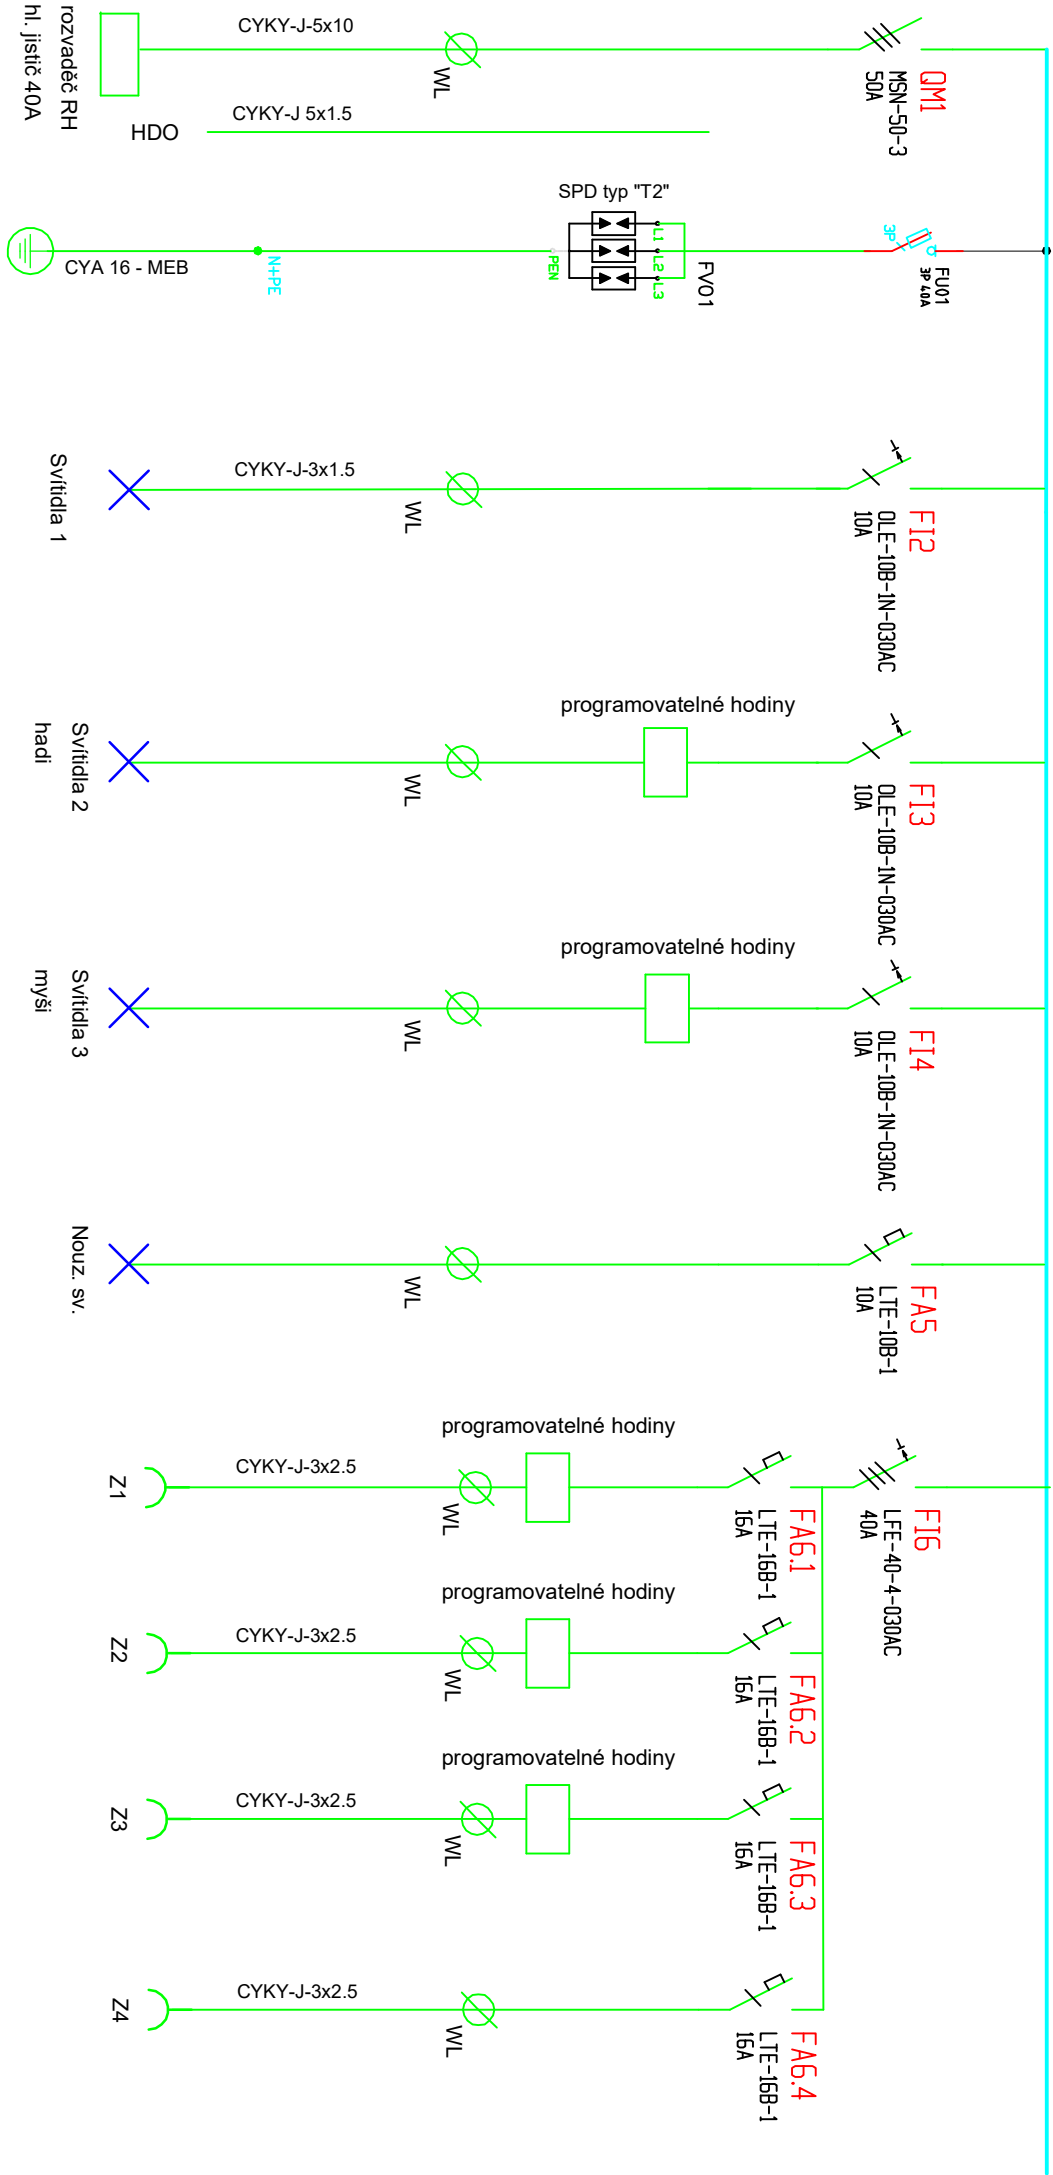 CYKY-J-5x10
WL
QM1
MSN-50-3
50A
rozvaděč RH
hl. jistič 40A
CYKY-J 5x1.5
HDO
SPD typ "T2"
L1
L2
L3
PEN
FV01
3P
FU01
3P 40A
N+PE
CYA 16 - MEB
Svítidla 1
CYKY-J-3x1.5
WL
FI2
OLE-10B-1N-030AC
10A
programovatelné hodiny
Svítidla 2
hadi
WL
FI3
OLE-10B-1N-030AC
10A
programovatelné hodiny
Svítidla 3
myši
WL
FI4
OLE-10B-1N-030AC
10A
Nouz. sv.
WL
FA5
LTE-10B-1
10A
FI6
LFE-40-4-030AC
40A
programovatelné hodiny
Z1
CYKY-J-3x2.5
WL
FA6.1
LTE-16B-1
16A
programovatelné hodiny
Z2
CYKY-J-3x2.5
WL
FA6.2
LTE-16B-1
16A
programovatelné hodiny
Z3
CYKY-J-3x2.5
WL
FA6.3
LTE-16B-1
16A
Z4
CYKY-J-3x2.5
WL
FA6.4
LTE-16B-1
16A